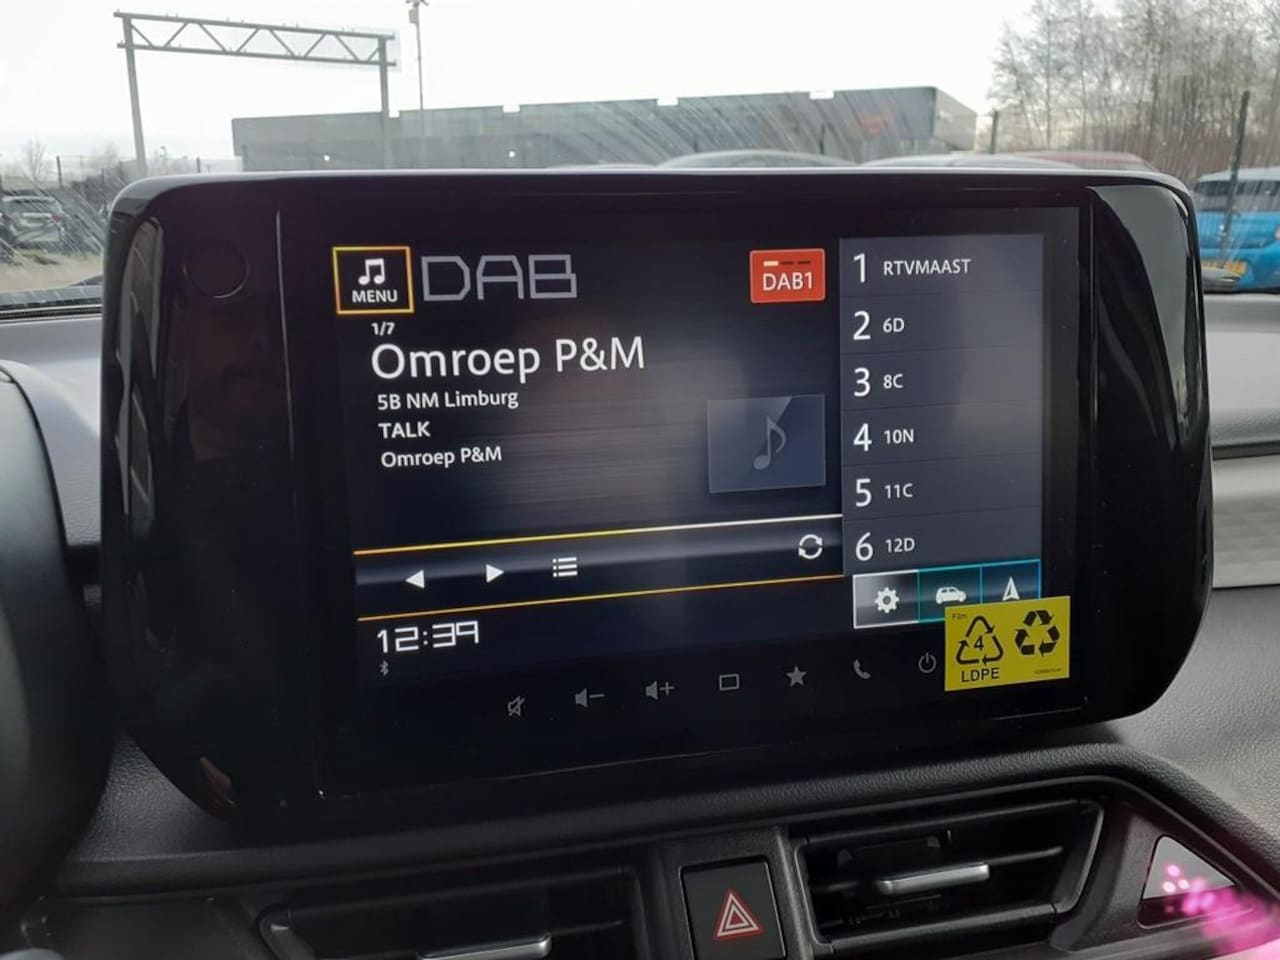 MENU
DAB
DAB1
1/7
Omroep P&M
5B NM Limburg
TALK
Omroep P&M
12:39
1 RTVMAAST
2 6D
3 8C
4 10N
5 11C
6 12D
Film
4
LDPE